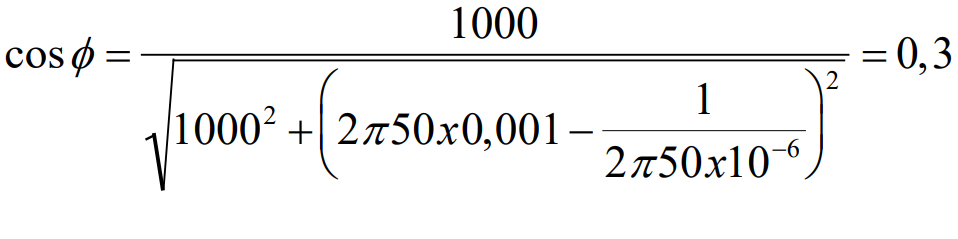 cos ϕ = 1000 / √(1000² + (2π50x0,001 − 1 / (2π50x10⁻⁶))²) = 0,3